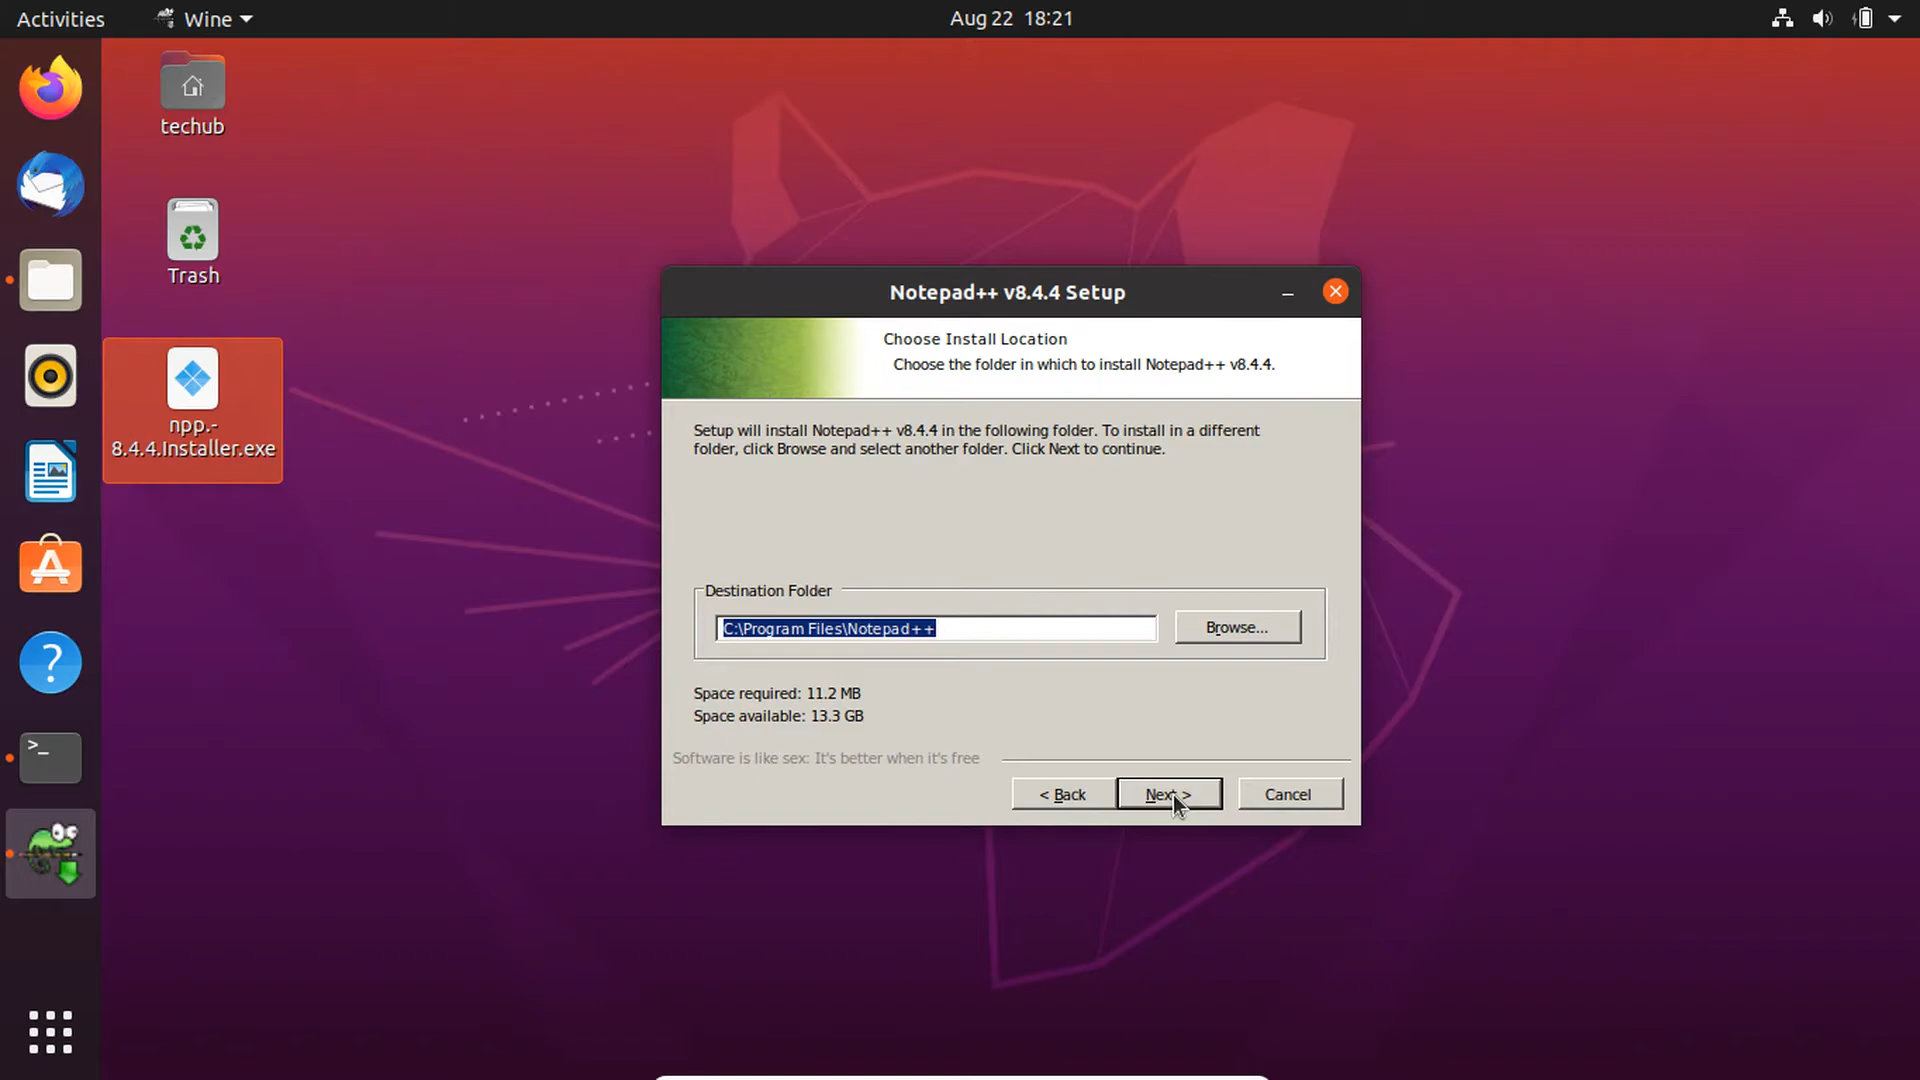 Activities
Wine
Aug 22 18:21
techub
Trash
npp.-
8.4.4.Installer.exe
Notepad++ v8.4.4 Setup
Choose Install Location
Choose the folder in which to install Notepad++ v8.4.4.
Setup will install Notepad++ v8.4.4 in the following folder. To install in a different
folder, click Browse and select another folder. Click Next to continue.
Destination Folder
C:\Program Files\Notepad++
Browse...
Space required: 11.2 MB
Space available: 13.3 GB
Software is like sex: It's better when it's free
< Back
Next >
Cancel